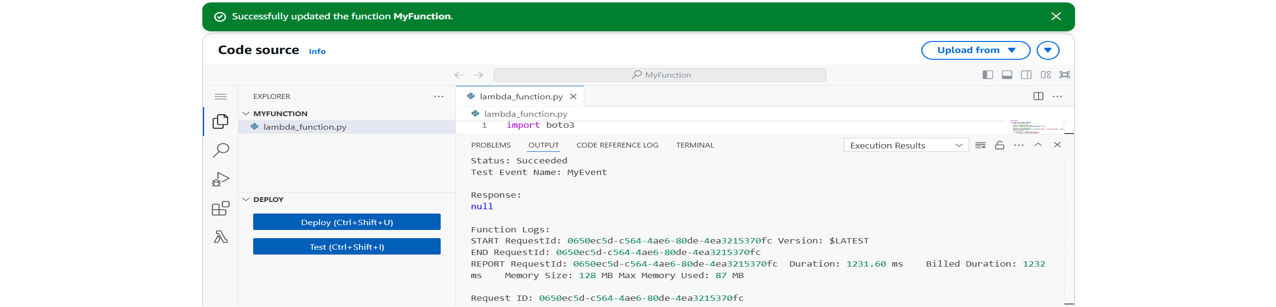 Successfully updated the function MyFunction.
Code source Info
Upload from
MyFunction
EXPLORER
lambda_function.py
MYFUNCTION
lambda_function.py
lambda_function.py
1 import boto3
PROBLEMS OUTPUT CODE REFERENCE LOG TERMINAL
Execution Results
Status: Succeeded
Test Event Name: MyEvent
Response:
null
Function Logs:
START RequestId: 0650ec5d-c564-4ae6-80de-4ea3215370fc Version: $LATEST
END RequestId: 0650ec5d-c564-4ae6-80de-4ea3215370fc
REPORT RequestId: 0650ec5d-c564-4ae6-80de-4ea3215370fc Duration: 1231.60 ms Billed Duration: 1232
ms Memory Size: 128 MB Max Memory Used: 87 MB
Request ID: 0650ec5d-c564-4ae6-80de-4ea3215370fc
DEPLOY
Deploy (Ctrl+Shift+U)
Test (Ctrl+Shift+I)